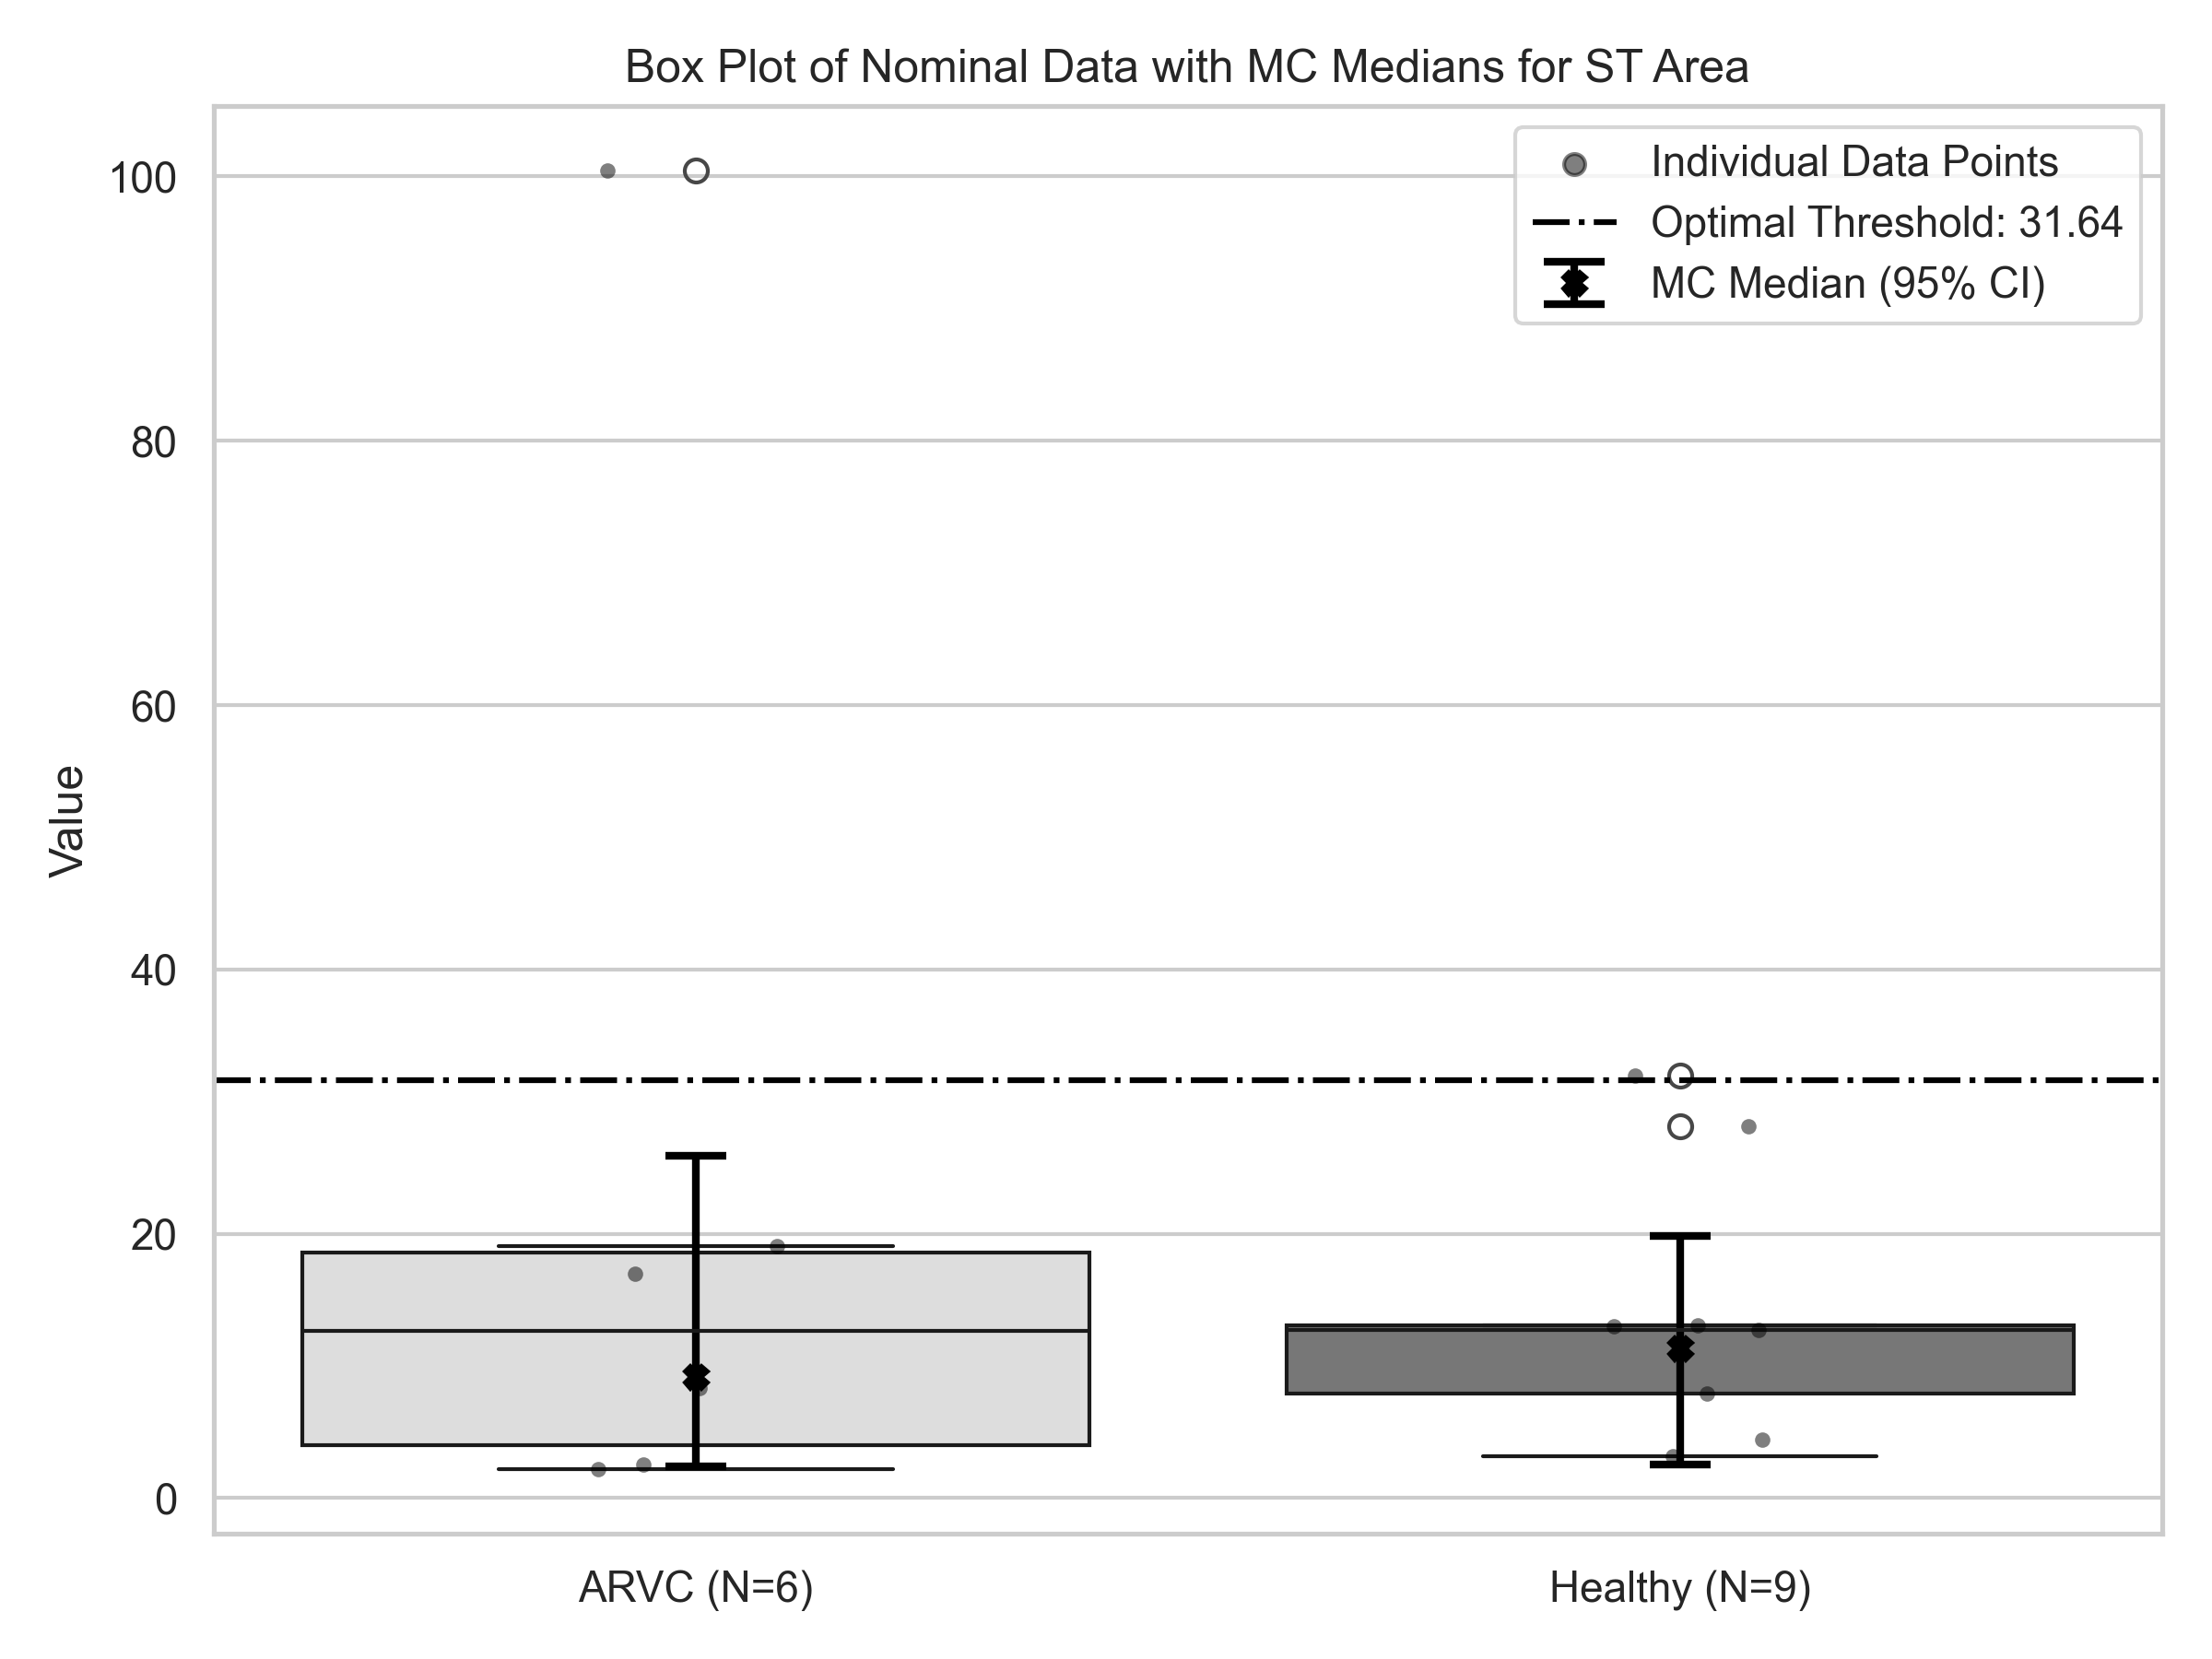 Box Plot of Nominal Data with MC Medians for ST Area
Individual Data Points
Optimal Threshold: 31.64
MC Median (95% CI)
Value
100
80
60
40
20
0
ARVC (N=6)
Healthy (N=9)